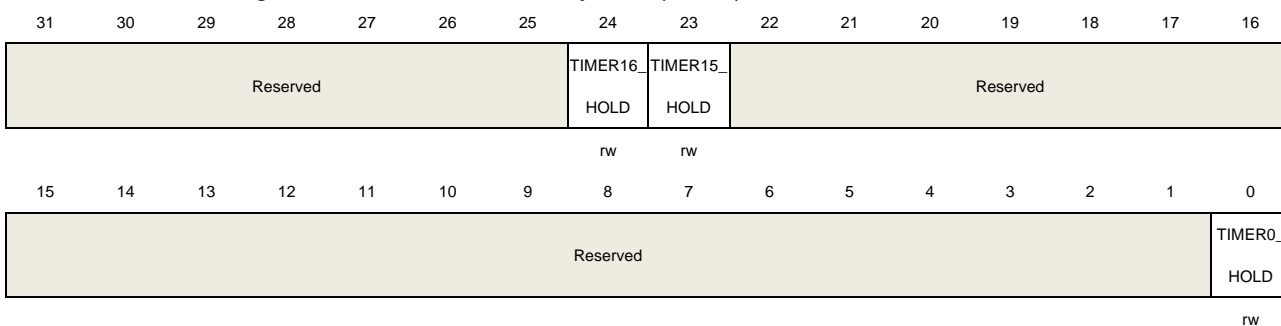 31 30 29 28 27 26 25 24 23 22 21 20 19 18 17 16
Reserved TIMER16_ HOLD TIMER15_ HOLD Reserved
rw rw
15 14 13 12 11 10 9 8 7 6 5 4 3 2 1 0
Reserved TIMER0_ HOLD
rw